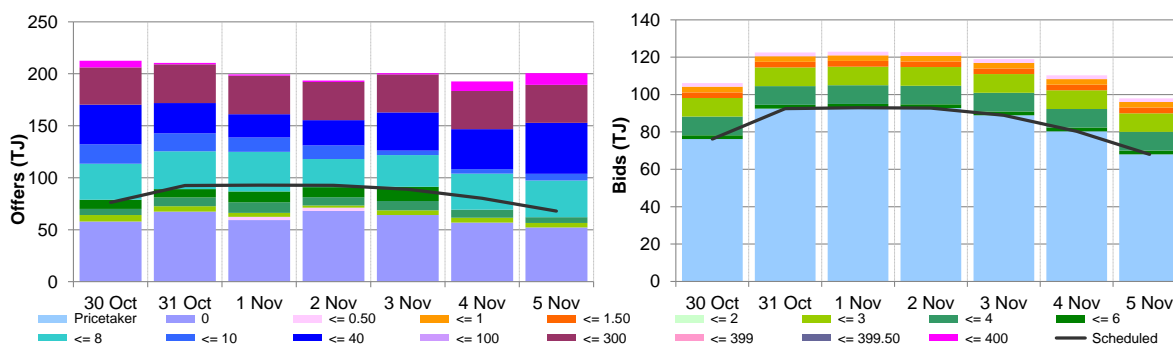 250
200
150
100
50
0
Offers (TJ)
30 Oct 31 Oct 1 Nov 2 Nov 3 Nov 4 Nov 5 Nov
140
120
100
80
60
40
20
0
Bids (TJ)
30 Oct 31 Oct 1 Nov 2 Nov 3 Nov 4 Nov 5 Nov
Pricetaker 0 <= 0.50 <= 1 <= 1.50 <= 2 <= 3 <= 4 <= 6
<= 8 <= 10 <= 40 <= 100 <= 300 <= 399 <= 399.50 <= 400 Scheduled